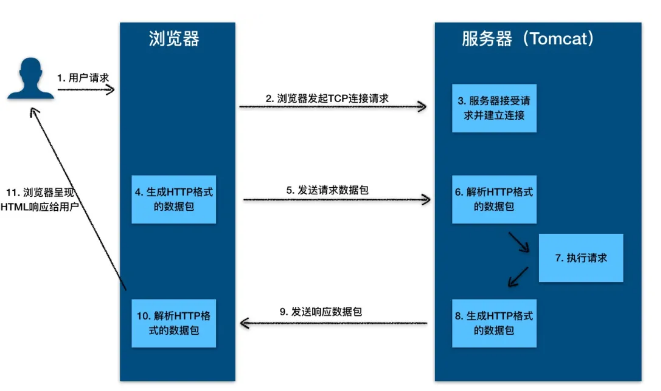 浏览器
服务器（Tomcat）
1. 用户请求
2. 浏览器发起TCP连接请求
3. 服务器接受请
求并建立连接
4. 生成HTTP格式
的数据包
5. 发送请求数据包
6. 解析HTTP格式
的数据包
7. 执行请求
8. 生成HTTP格式
的数据包
9. 发送响应数据包
10. 解析HTTP格
式的数据包
11. 浏览器呈现
HTML响应给用户